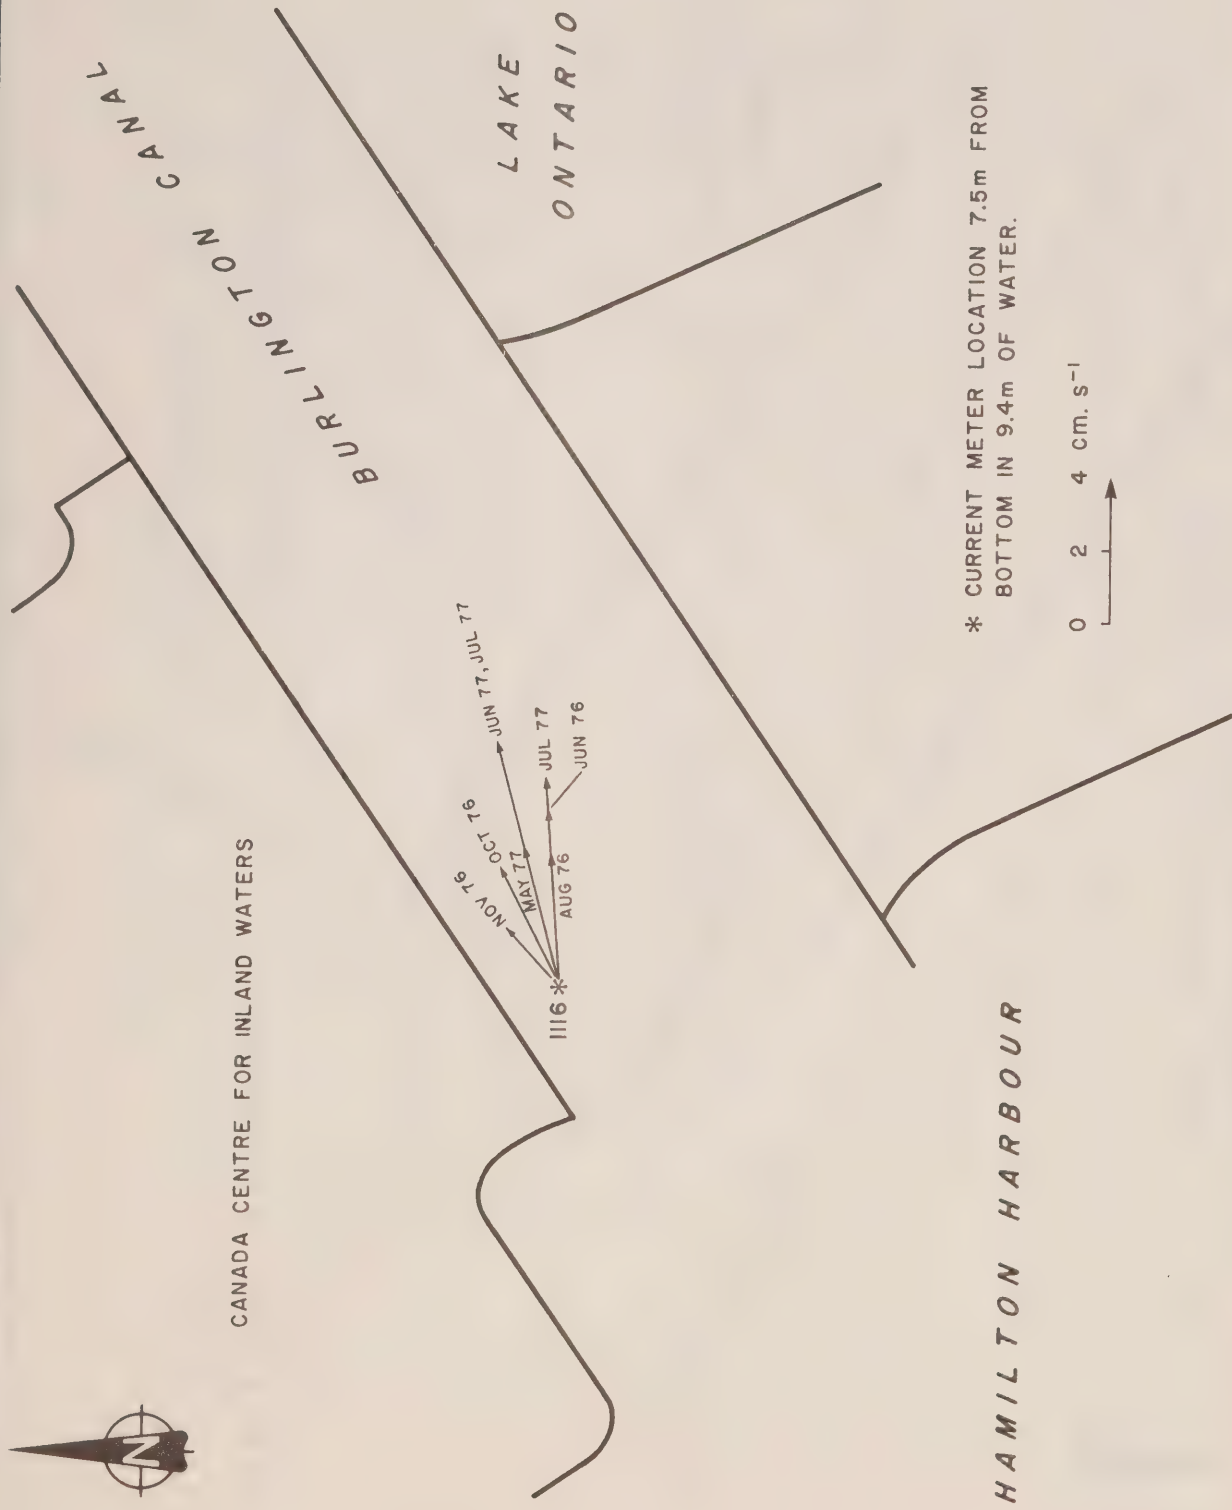 N
CANADA CENTRE FOR INLAND WATERS
BURLINGTON CANAL
LAKE
ONTARIO
NOV 76
OCT 76
MAY 77
JUN 77, JUL 77
JUL 77
JUN 76
AUG 76
1116 *
HAMILTON HARBOUR
* CURRENT METER LOCATION 7.5m FROM
BOTTOM IN 9.4m OF WATER.
0 2 4 cm. s⁻¹